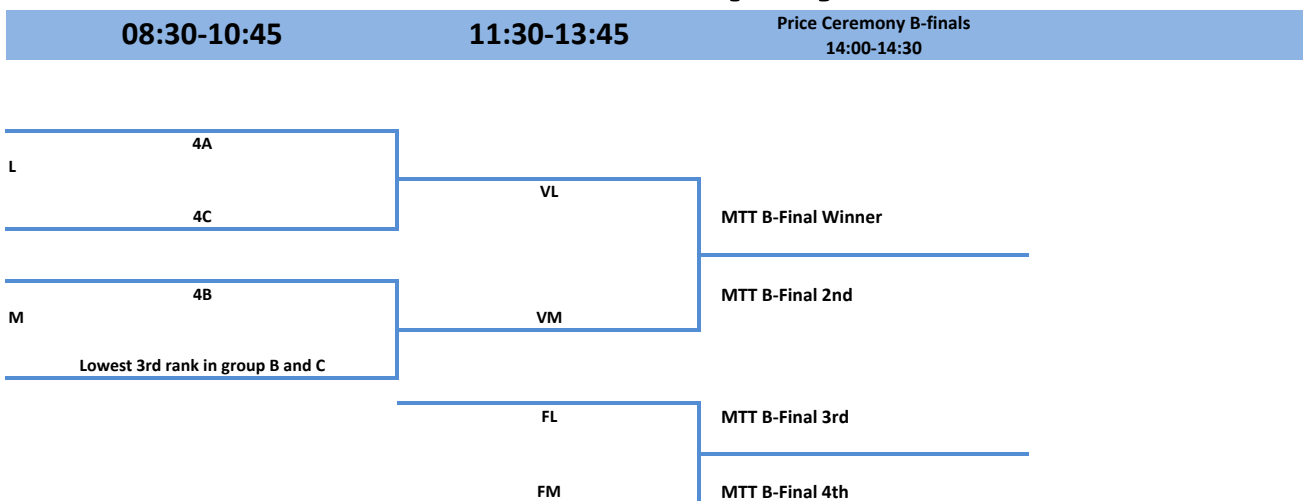 08:30-10:45
11:30-13:45
Price Ceremony B-finals
14:00-14:30
4A
L
VL
4C
MTT B-Final Winner
4B
MTT B-Final 2nd
M
VM
Lowest 3rd rank in group B and C
FL
MTT B-Final 3rd
FM
MTT B-Final 4th